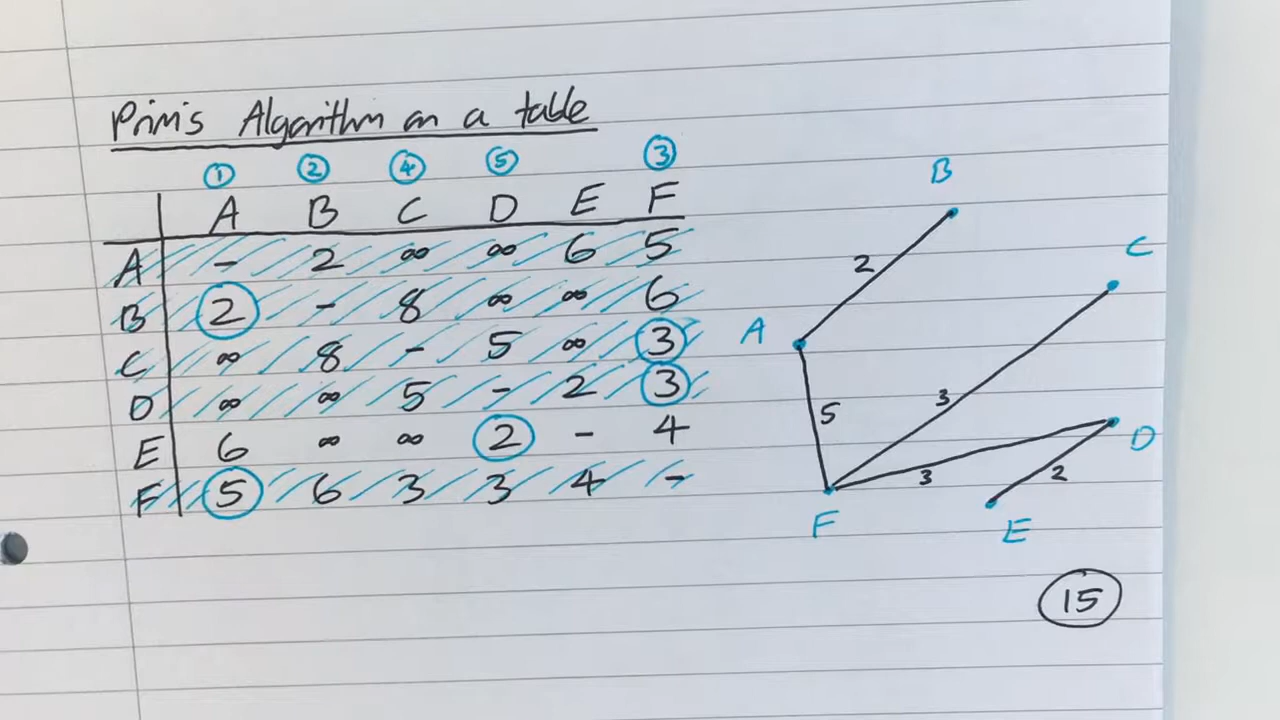 Prim's Algorithm on a table
① ② ④ ⑤ ③
A B C D E F
A - 2 ∞ ∞ 6 5
B 2 - 8 ∞ ∞ 6
C ∞ 8 - 5 ∞ 3
D ∞ ∞ 5 - 2 3
E 6 ∞ ∞ 2 - 4
F 5 6 3 3 4 -
B
C
2
A
3
5
D
3 2
F E
15